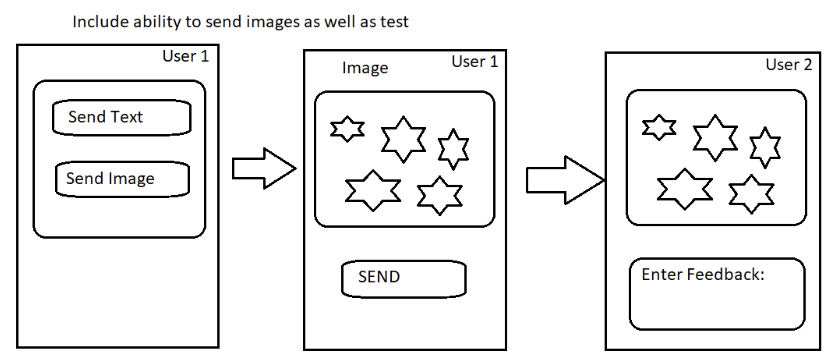 Include ability to send images as well as test
User 1
Send Text
Send Image
Image
User 1
SEND
User 2
Enter Feedback: